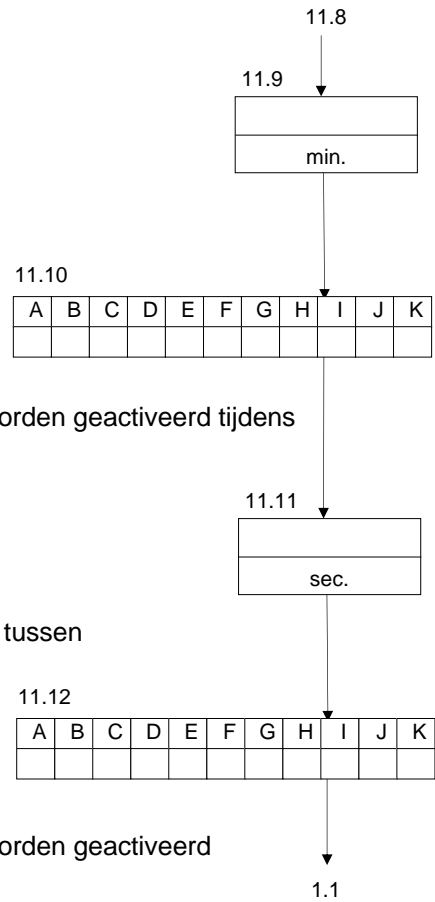 11.8
11.9
min.
11.10
A B C D E F G H I J K
orden geactiveerd tijdens
11.11
sec.
tussen
11.12
A B C D E F G H I J K
orden geactiveerd
1.1